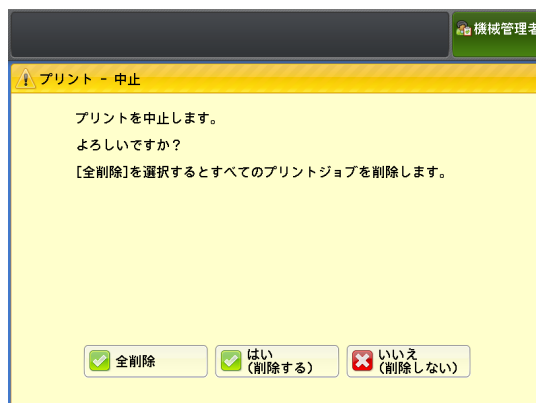 機械管理者
プリント - 中止
プリントを中止します。
よろしいですか？
[全削除]を選択するとすべてのプリントジョブを削除します。
全削除
はい
(削除する)
いいえ
(削除しない)